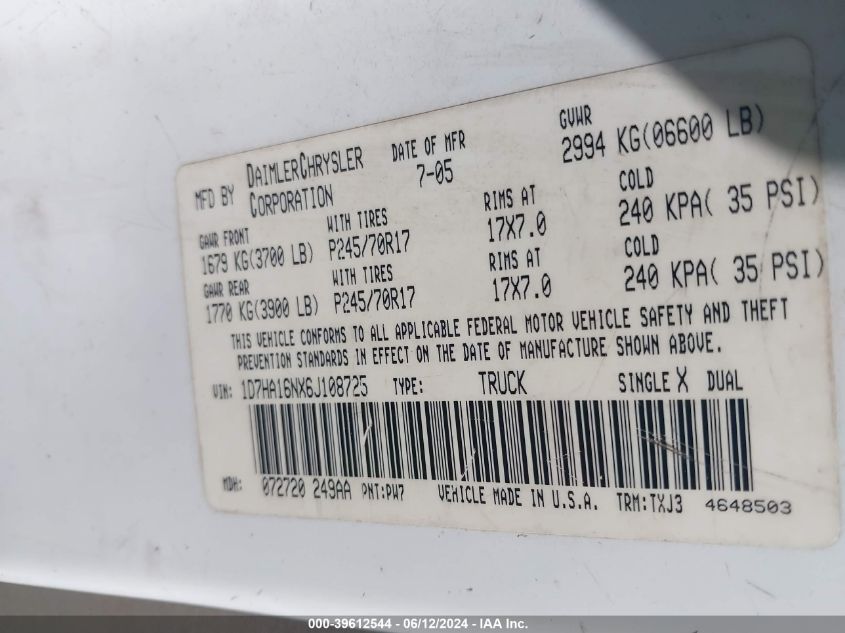 MFD BY DAIMLERCHRYSLER CORPORATION DATE OF MFR 7-05 GVWR 2994 KG(06600 LB)
GAWR FRONT WITH TIRES RIMS AT COLD
1679 KG(3700 LB) P245/70R17 17X7.0 240 KPA( 35 PSI)
GAWR REAR WITH TIRES RIMS AT COLD
1770 KG(3900 LB) P245/70R17 17X7.0 240 KPA( 35 PSI)
THIS VEHICLE CONFORMS TO ALL APPLICABLE FEDERAL MOTOR VEHICLE SAFETY AND THEFT
PREVENTION STANDARDS IN EFFECT ON THE DATE OF MANUFACTURE SHOWN ABOVE.
VIN: 1D7HA16NX6J108725 TYPE: TRUCK SINGLE X DUAL
MDH: 072720 249AA PNT:PW7 VEHICLE MADE IN U.S.A. TRM:TXJ3 4648503
000-39612544 - 06/12/2024 - IAA Inc.